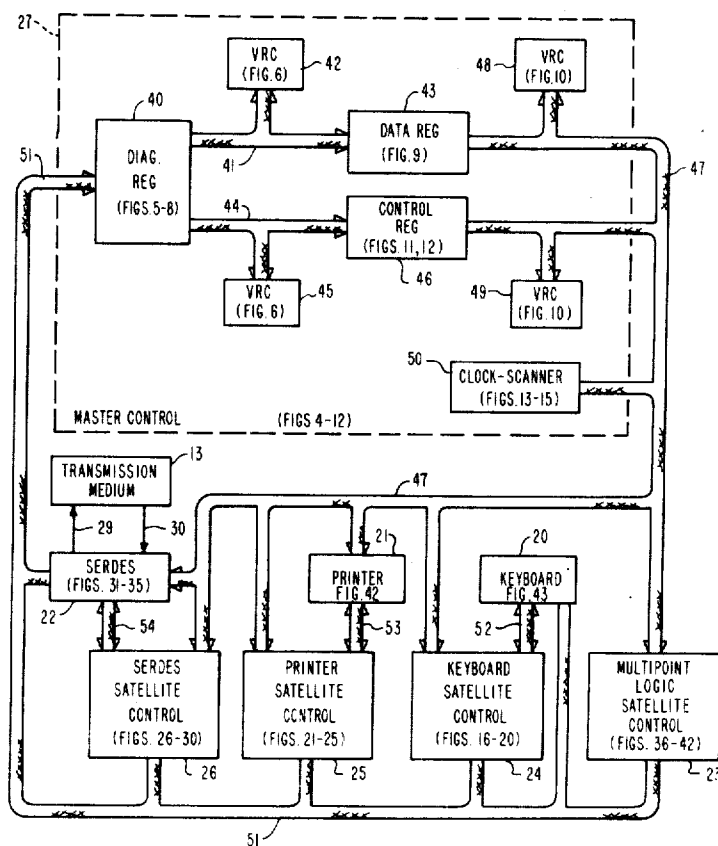 27
VRC
(FIG. 6)
42
48
VRC
(FIG. 10)
40
43
51
DIAG.
REG
(FIGS. 5-8)
41
DATA REG
(FIG. 9)
47
44
CONTROL
REG
(FIGS. 11, 12)
46
VRC
(FIG. 6)
45
49
VRC
(FIG. 10)
50
CLOCK-SCANNER
(FIGS. 13-15)
MASTER CONTROL (FIGS 4-12)
13
TRANSMISSION
MEDIUM
47
29
30
SERDES
(FIGS. 31-35)
22
21
PRINTER
FIG. 42
20
KEYBOARD
FIG. 43
54
53
52
SERDES
SATELLITE
CONTROL
(FIGS. 26-30)
26
PRINTER
SATELLITE
CONTROL
(FIGS. 21-25)
25
KEYBOARD
SATELLITE
CONTROL
(FIGS. 16-20)
24
MULTIPOINT
LOGIC
SATELLITE
CONTROL
(FIGS. 36-42)
23
51